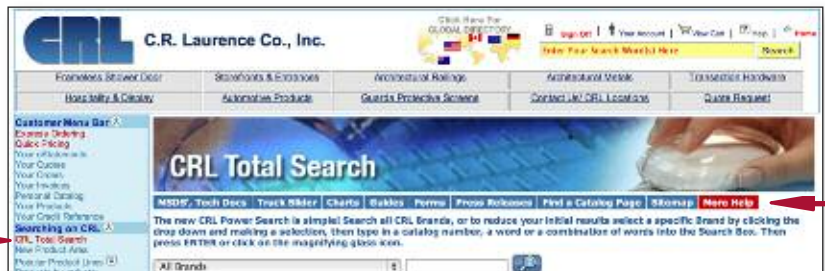 CRL C.R. Laurence Co., Inc.
Click Here For
GLOBAL DIRECTORY
Sign Off | Your Account | View Cart | Help | Home
Enter Your Search Word(s) Here Search
Frameless Shower Door Storefronts & Entrances Architectural Railings Architectural Metals Transaction Hardware
Hospitality & Display Automotive Products Guarda Protective Screens Contact Us/ CRL Locations Quote Request
Customer Menu Bar
Express Ordering
Quick Pricing
Your eStatements
Your Quotes
Your Orders
Your Invoices
Personal Catalog
Your Products
Your Credit Reference
Searching on CRL
CRL Total Search
New Product Area
Popular Product Lines
CRL Total Search
MSDS', Tech Docs | Track Slider | Charts | Guides | Forms | Press Releases | Find a Catalog Page | Sitemap | More Help
The new CRL Power Search is simple! Search all CRL Brands, or to reduce your initial results select a specific Brand by clicking the
drop down and making a selection, then type in a catalog number, a word or a combination of words into the Search Box. Then
press ENTER or click on the magnifying glass icon.
All Brands